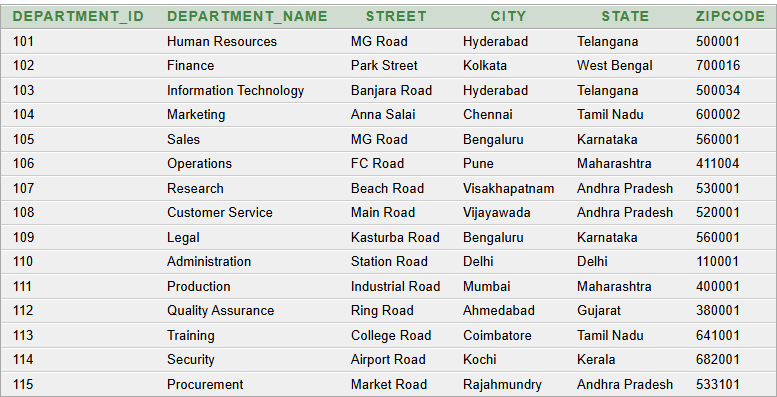 DEPARTMENT_ID DEPARTMENT_NAME STREET CITY STATE ZIPCODE
101 Human Resources MG Road Hyderabad Telangana 500001
102 Finance Park Street Kolkata West Bengal 700016
103 Information Technology Banjara Road Hyderabad Telangana 500034
104 Marketing Anna Salai Chennai Tamil Nadu 600002
105 Sales MG Road Bengaluru Karnataka 560001
106 Operations FC Road Pune Maharashtra 411004
107 Research Beach Road Visakhapatnam Andhra Pradesh 530001
108 Customer Service Main Road Vijayawada Andhra Pradesh 520001
109 Legal Kasturba Road Bengaluru Karnataka 560001
110 Administration Station Road Delhi Delhi 110001
111 Production Industrial Road Mumbai Maharashtra 400001
112 Quality Assurance Ring Road Ahmedabad Gujarat 380001
113 Training College Road Coimbatore Tamil Nadu 641001
114 Security Airport Road Kochi Kerala 682001
115 Procurement Market Road Rajahmundry Andhra Pradesh 533101